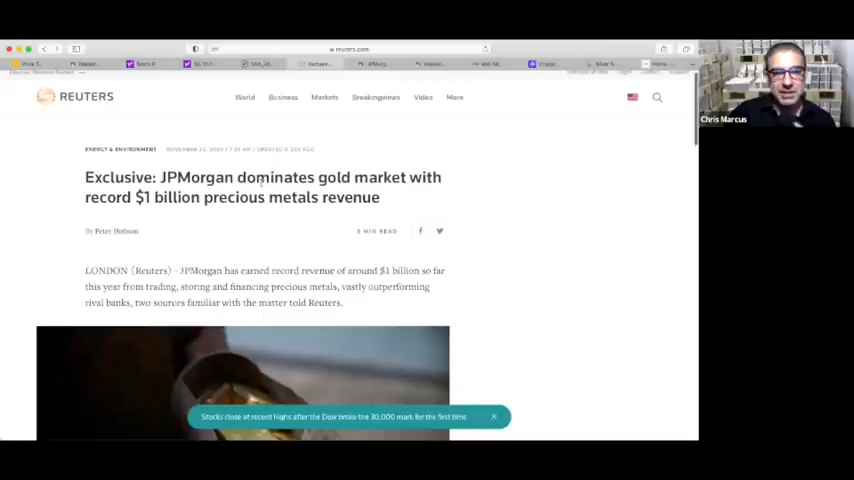 reuters.com
REUTERS
World Business Markets Breakingviews Video More
Chris Marcus
ENERGY & ENVIRONMENT
Exclusive: JPMorgan dominates gold market with
record $1 billion precious metals revenue
By Peter Hobson
3 MIN READ
LONDON (Reuters) - JPMorgan has earned record revenue of around $1 billion so far
this year from trading, storing and financing precious metals, vastly outperforming
rival banks, two sources familiar with the matter told Reuters.
Stocks close at record highs after the Dow broke the 30,000 mark for the first time